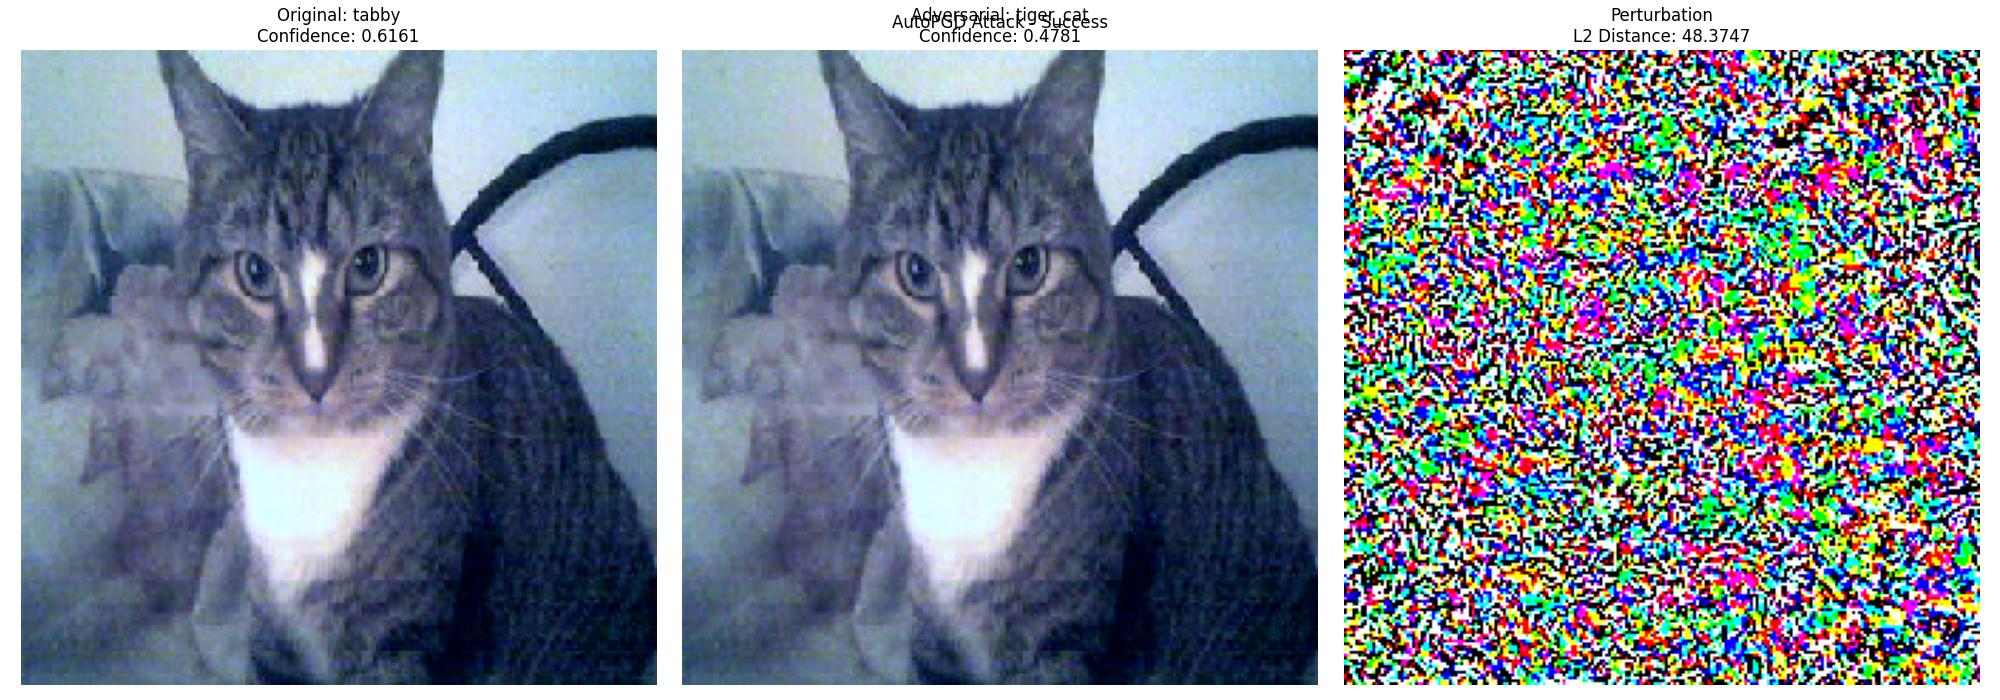 Original: tabby
Confidence: 0.6161
Adversarial: tiger_cat
AutoPGD Attack - Success
Confidence: 0.4781
Perturbation
L2 Distance: 48.3747